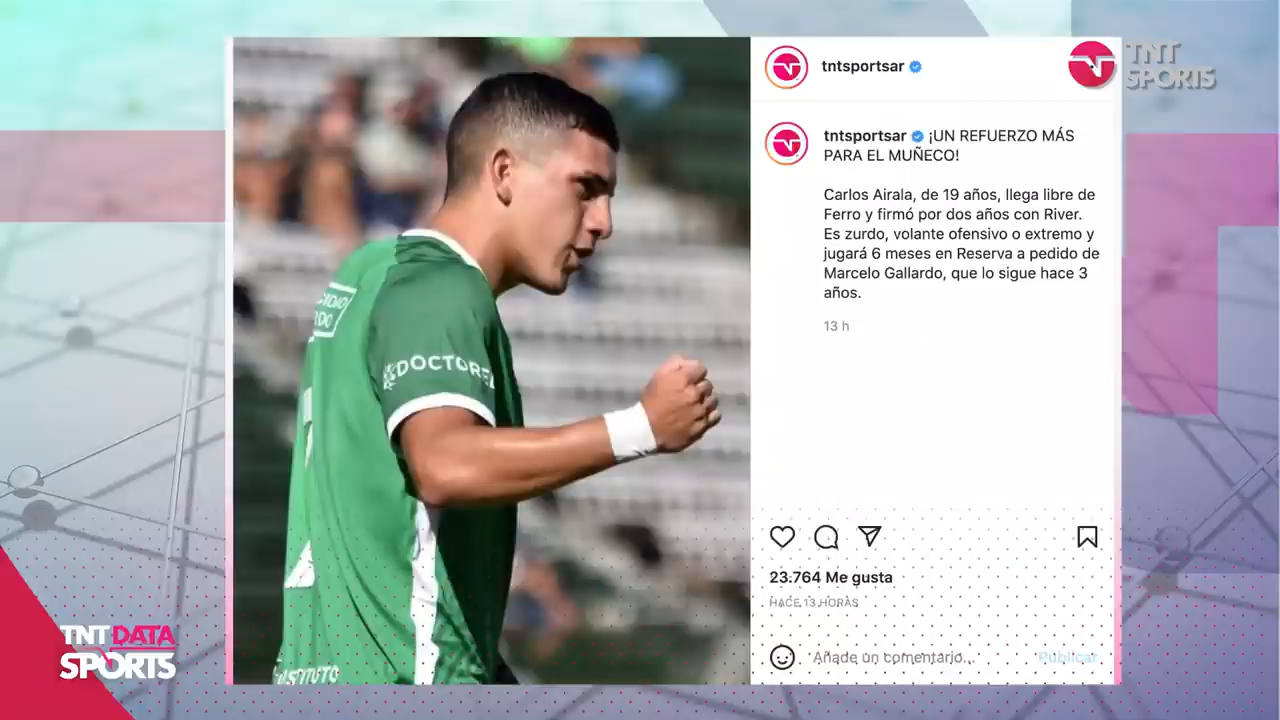 tntsportsar
TNT
SPORTS
tntsportsar ¡UN REFUERZO MÁS
PARA EL MUÑECO!
Carlos Airala, de 19 años, llega libre de
Ferro y firmó por dos años con River.
Es zurdo, volante ofensivo o extremo y
jugará 6 meses en Reserva a pedido de
Marcelo Gallardo, que lo sigue hace 3
años.
13 h
DOCTORE
23.764 Me gusta
HACE 13 HORAS
Añade un comentario...
Publicar
TNT DATA
SPORTS